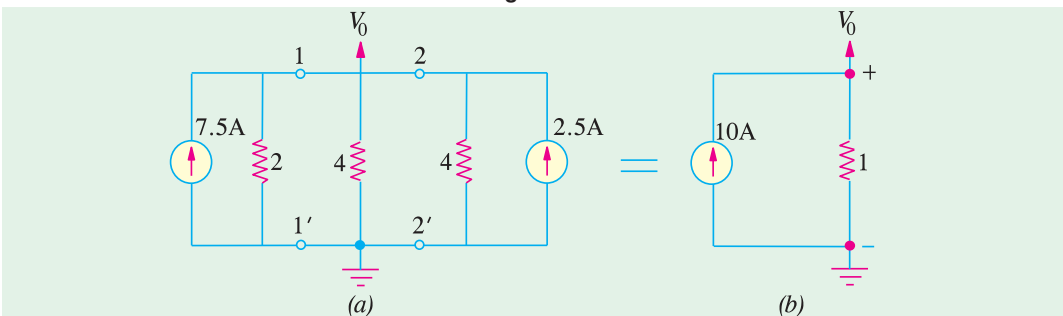 V0 V0
1 2 +
7.5A 2 4 4 2.5A 10A 1
1′ 2′ –
(a) (b)